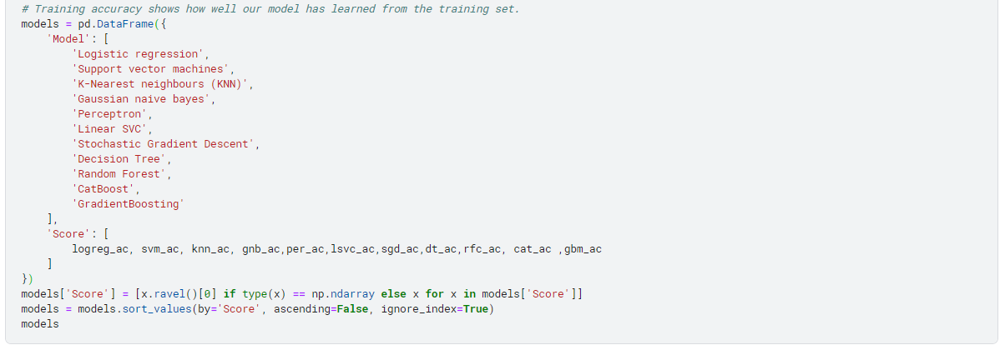 # Training accuracy shows how well our model has learned from the training set.
models = pd.DataFrame({
    'Model': [
        'Logistic regression',
        'Support vector machines',
        'K-Nearest neighbours (KNN)',
        'Gaussian naive bayes',
        'Perceptron',
        'Linear SVC',
        'Stochastic Gradient Descent',
        'Decision Tree',
        'Random Forest',
        'CatBoost',
        'GradientBoosting'
    ],
    'Score': [
        logreg_ac, svm_ac, knn_ac, gnb_ac,per_ac,lsvc_ac,sgd_ac,dt_ac,rfc_ac, cat_ac ,gbm_ac
    ]
})
models['Score'] = [x.ravel()[0] if type(x) == np.ndarray else x for x in models['Score']]
models = models.sort_values(by='Score', ascending=False, ignore_index=True)
models